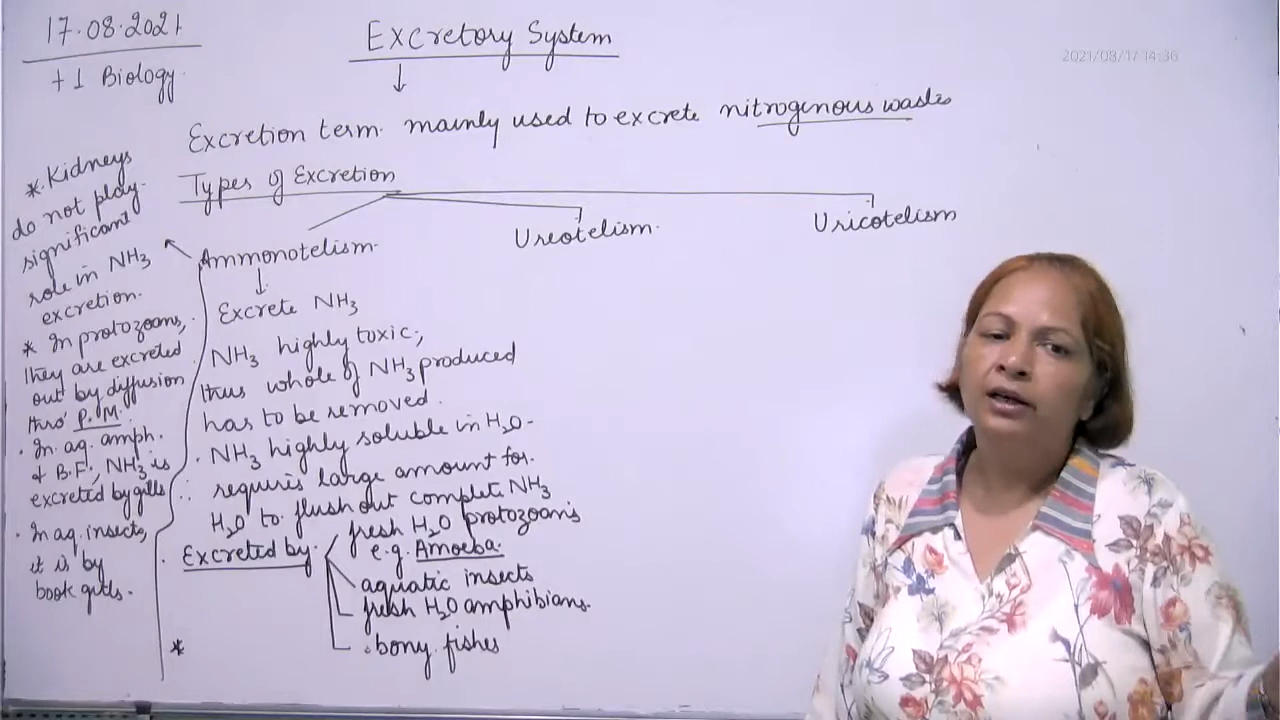 17.08.2021
+1 Biology
Excretory System
2021/08/17 14:36
Excretion term mainly used to excrete nitrogenous wastes
Types of Excretion
Ammonotelism
Ureotelism
Uricotelism
Excrete NH3
NH3 highly toxic;
thus whole of NH3 produced
has to be removed.
NH3 highly soluble in H2O
∴ requires large amount for
H2O to flush out complete NH3
Excreted by
fresh H2O protozoans
e.g. Amoeba.
aquatic insects
fresh H2O amphibians.
bony fishes
* Kidneys
do not play
significant
role in NH3
excretion.
* In protozoans,
they are excreted
out by diffusion
thro' P.M.
· In aq. amph.
& B.F., NH3 is
excreted by gills
· In aq. insects,
it is by
book gills.
*